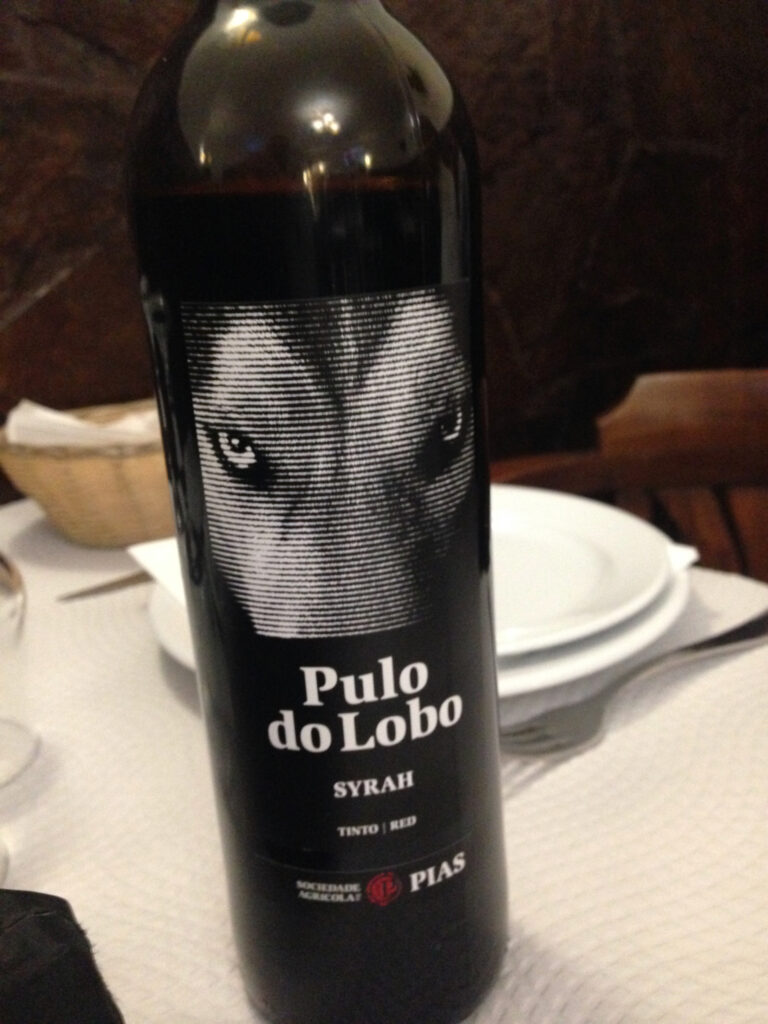 Pulo
do Lobo
SYRAH
TINTO | RED
SOCIEDADE
AGRICOLA
PIAS